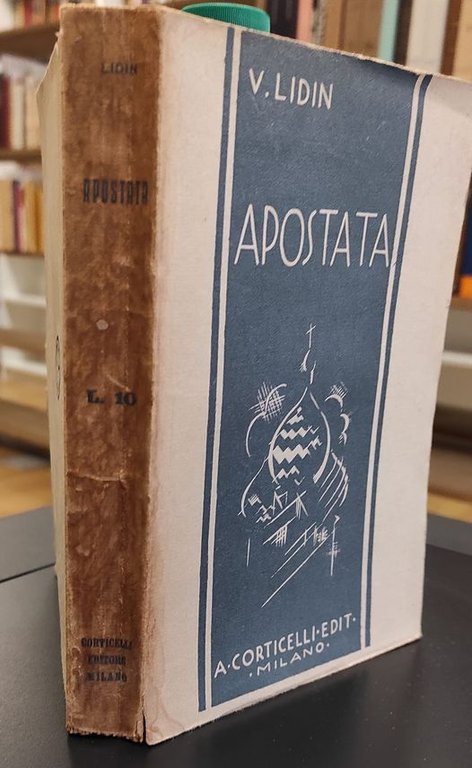 LIDIN
APOSTATA
L. 10
CORTICELLI
EDITORE
MILANO
V. LIDIN
APOSTATA
A·CORTICELLI·EDIT·
·MILANO·